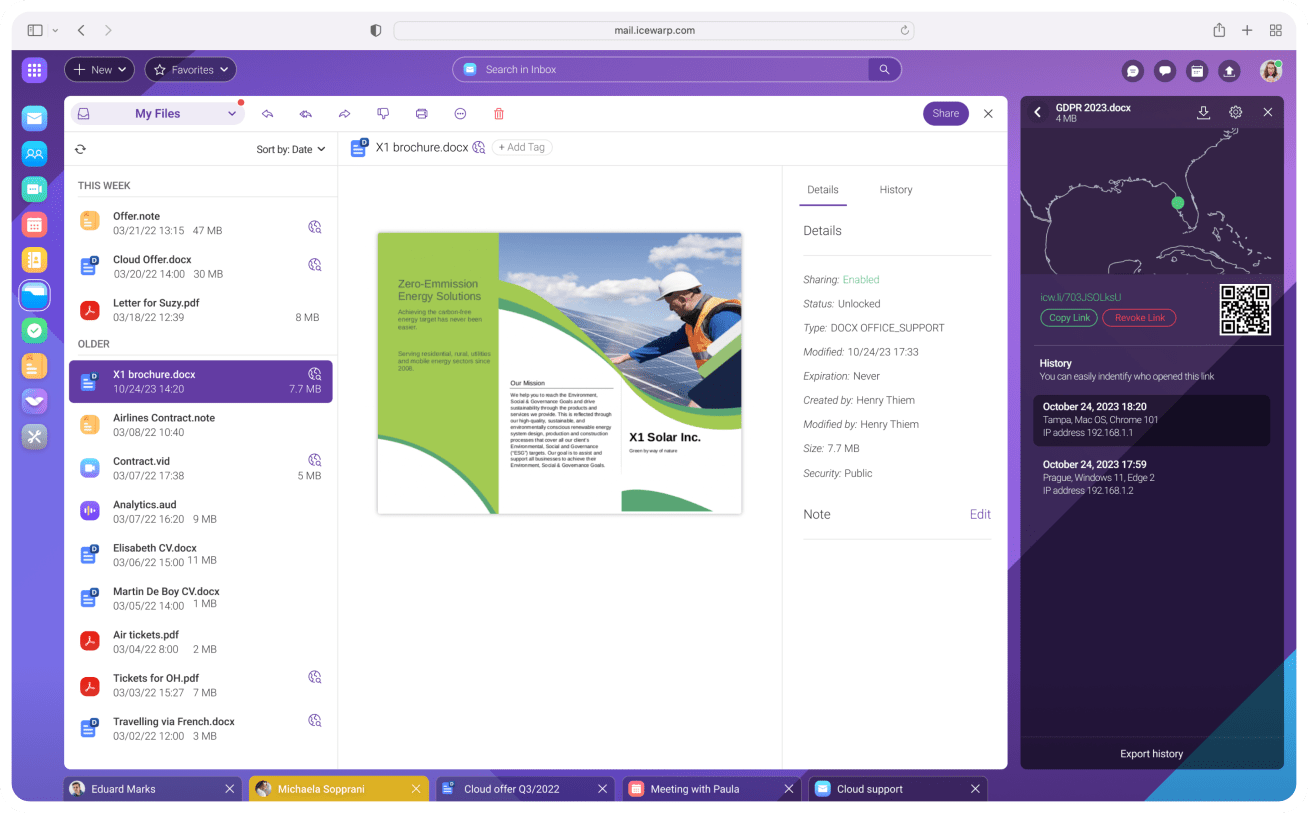 mail.icewarp.com
New
Favorites
Search in Inbox
My Files
Share
Sort by: Date
THIS WEEK
Offer.note
03/21/22 13:15 47 MB
Cloud Offer.docx
03/20/22 14:00 30 MB
Letter for Suzy.pdf
03/18/22 12:39 8 MB
OLDER
X1 brochure.docx
10/24/23 14:20 7.7 MB
Airlines Contract.note
03/08/22 10:40
Contract.vid
03/07/22 17:38 5 MB
Analytics.aud
03/07/22 16:20 9 MB
Elisabeth CV.docx
03/06/22 15:00 11 MB
Martin De Boy CV.docx
03/05/22 14:00 1 MB
Air tickets.pdf
03/04/22 8:00 2 MB
Tickets for OH.pdf
03/03/22 15:27 7 MB
Travelling via French.docx
03/02/22 12:00 3 MB
X1 brochure.docx
+ Add Tag
Zero-Emmission
Energy Solutions
Achieving the carbon-free
energy target has never been
easier.
Serving residential, rural, utilities
and mobile energy sectors since
2008.
Our Mission
We help you to reach the Environment,
Social & Governance Goals and drive
sustainability through the products and
services we provide. This is reflected through
our high-quality, sustainable, and
environmentally conscious renewable energy
system design, production and construction
processes that cover all our client's
Environmental, Social and Governance
("ESG") targets. Our goal is to assist and
support all businesses to achieve their
Environment, Social & Governance Goals.
X1 Solar Inc.
Green by way of nature
Details
History
Details
Sharing: Enabled
Status: Unlocked
Type: DOCX OFFICE_SUPPORT
Modified: 10/24/23 17:33
Expiration: Never
Created by: Henry Thiem
Modified by: Henry Thiem
Size: 7.7 MB
Security: Public
Note
Edit
GDPR 2023.docx
4 MB
icw.li/703JSOLksU
Copy Link
Revoke Link
History
You can easily indentify who opened this link
October 24, 2023 18:20
Tampa, Mac OS, Chrome 101
IP address 192.168.1.1
October 24, 2023 17:59
Prague, Windows 11, Edge 2
IP address 192.168.1.2
Export history
Eduard Marks
Michaela Sopprani
Cloud offer Q3/2022
Meeting with Paula
Cloud support